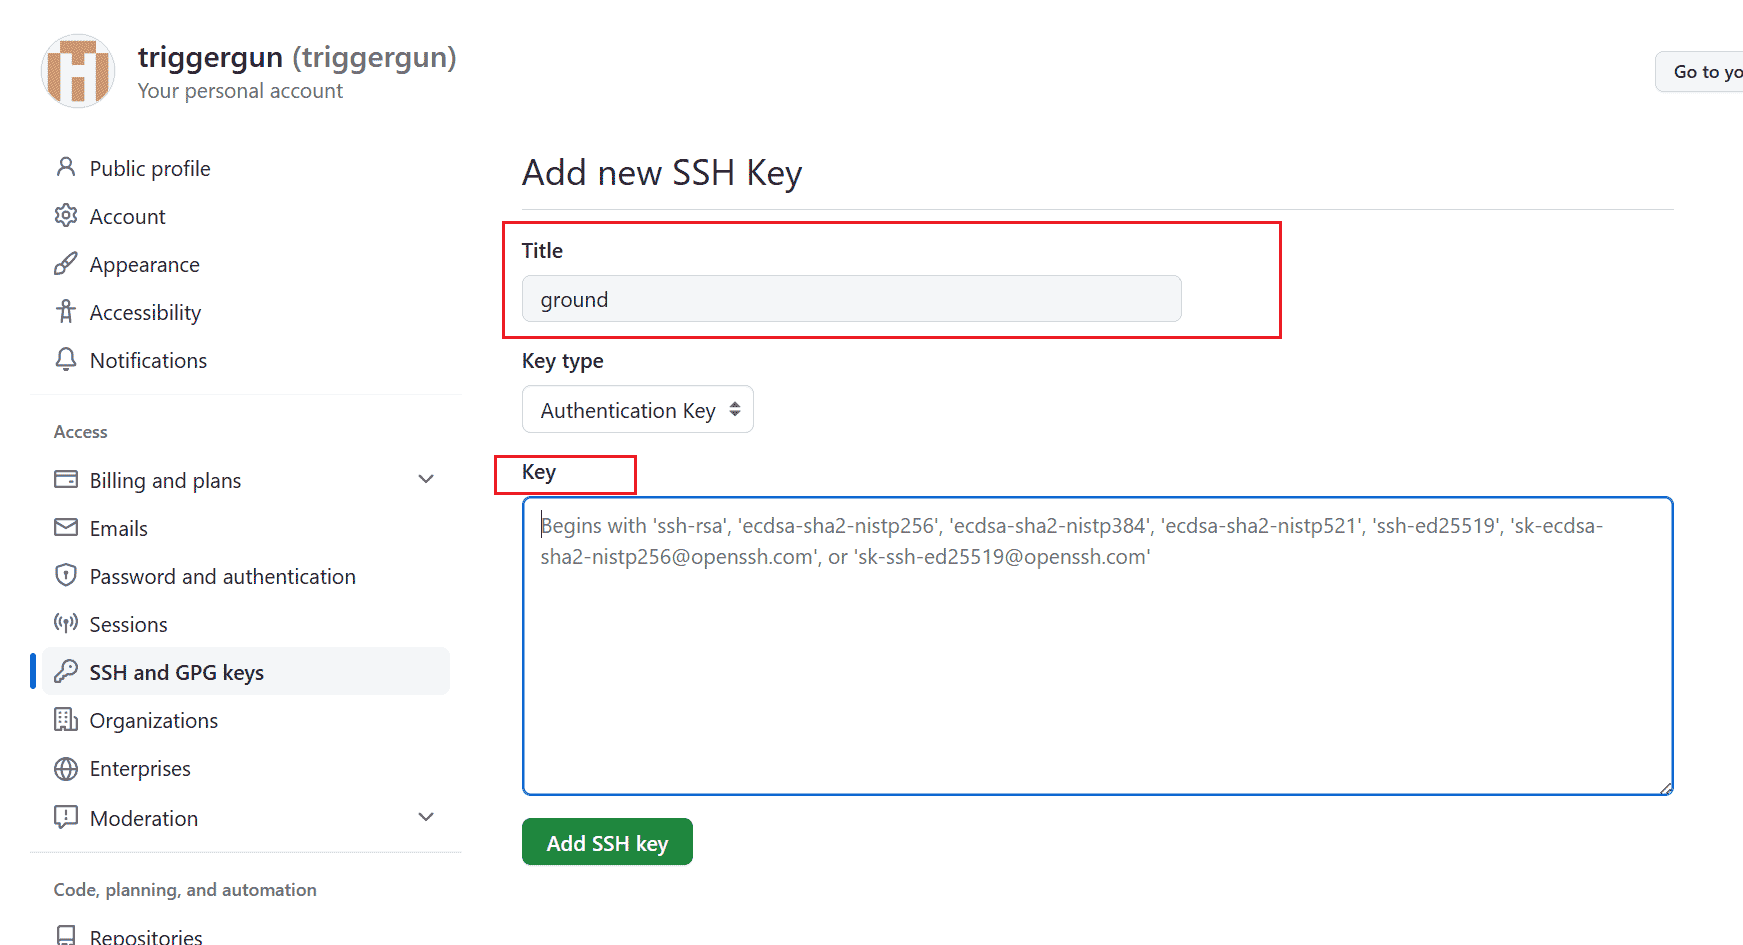 triggergun (triggergun)
Your personal account
Go to yo
Public profile
Account
Appearance
Accessibility
Notifications
Access
Billing and plans
Emails
Password and authentication
Sessions
SSH and GPG keys
Organizations
Enterprises
Moderation
Code, planning, and automation
Repositories
Add new SSH Key
Title
ground
Key type
Authentication Key
Key
Begins with 'ssh-rsa', 'ecdsa-sha2-nistp256', 'ecdsa-sha2-nistp384', 'ecdsa-sha2-nistp521', 'ssh-ed25519', 'sk-ecdsa-
sha2-nistp256@openssh.com', or 'sk-ssh-ed25519@openssh.com'
Add SSH key